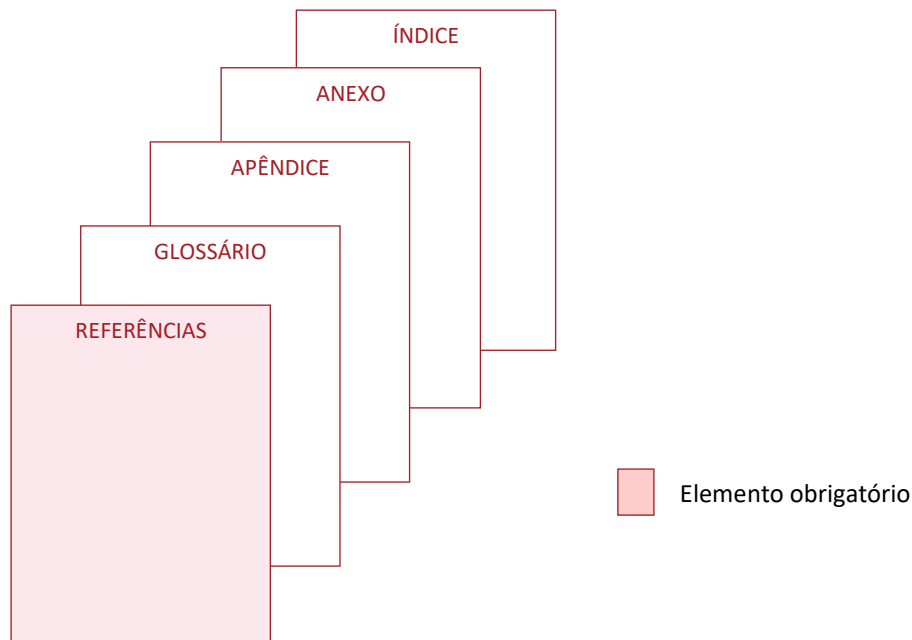 ÍNDICE
ANEXO
APÊNDICE
GLOSSÁRIO
REFERÊNCIAS
Elemento obrigatório